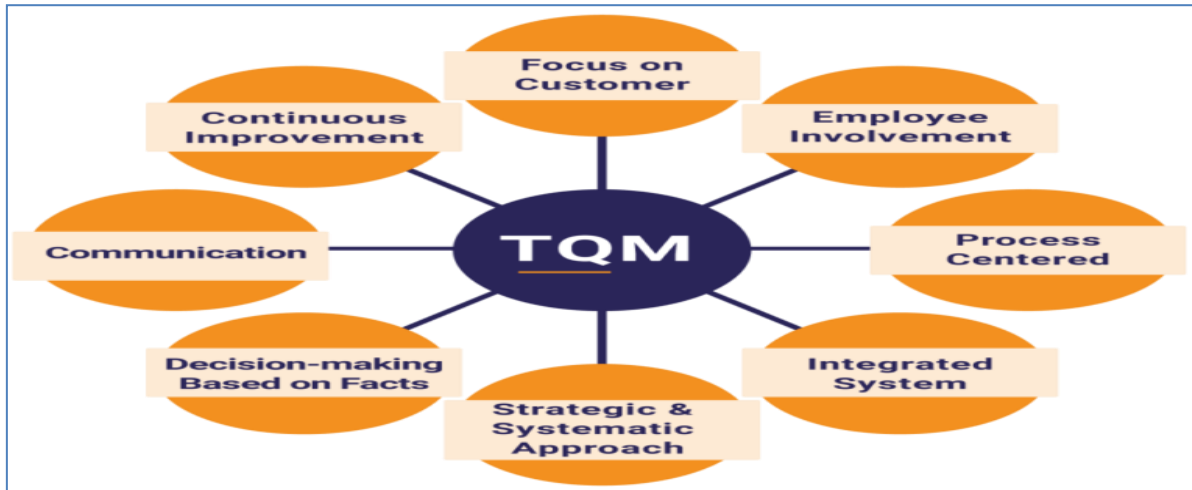 Focus on
Customer
Continuous
Improvement
Employee
Involvement
Communication
TQM
Process
Centered
Decision-making
Based on Facts
Integrated
System
Strategic &
Systematic
Approach